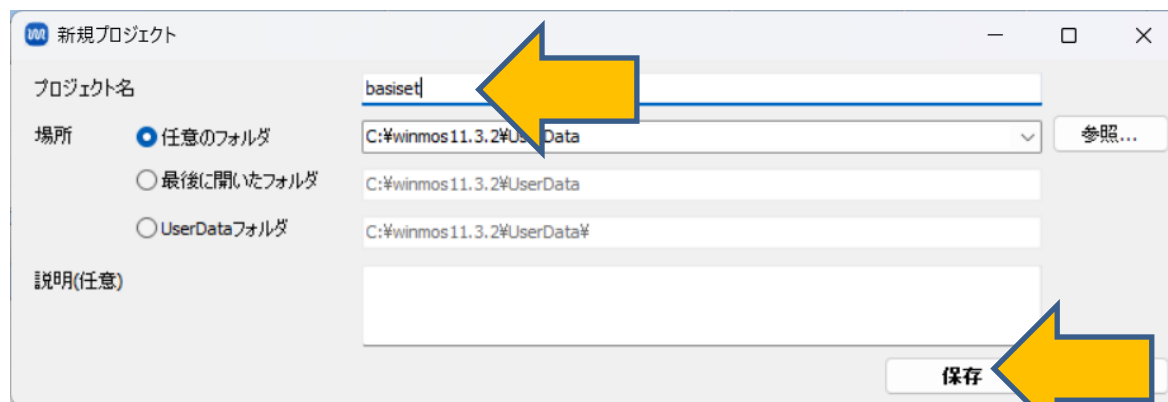 新規プロジェクト
プロジェクト名 basiset
場所 任意のフォルダ C:¥winmos11.3.2¥UserData 参照...
最後に開いたフォルダ C:¥winmos11.3.2¥UserData
UserDataフォルダ C:¥winmos11.3.2¥UserData¥
説明(任意)
保存